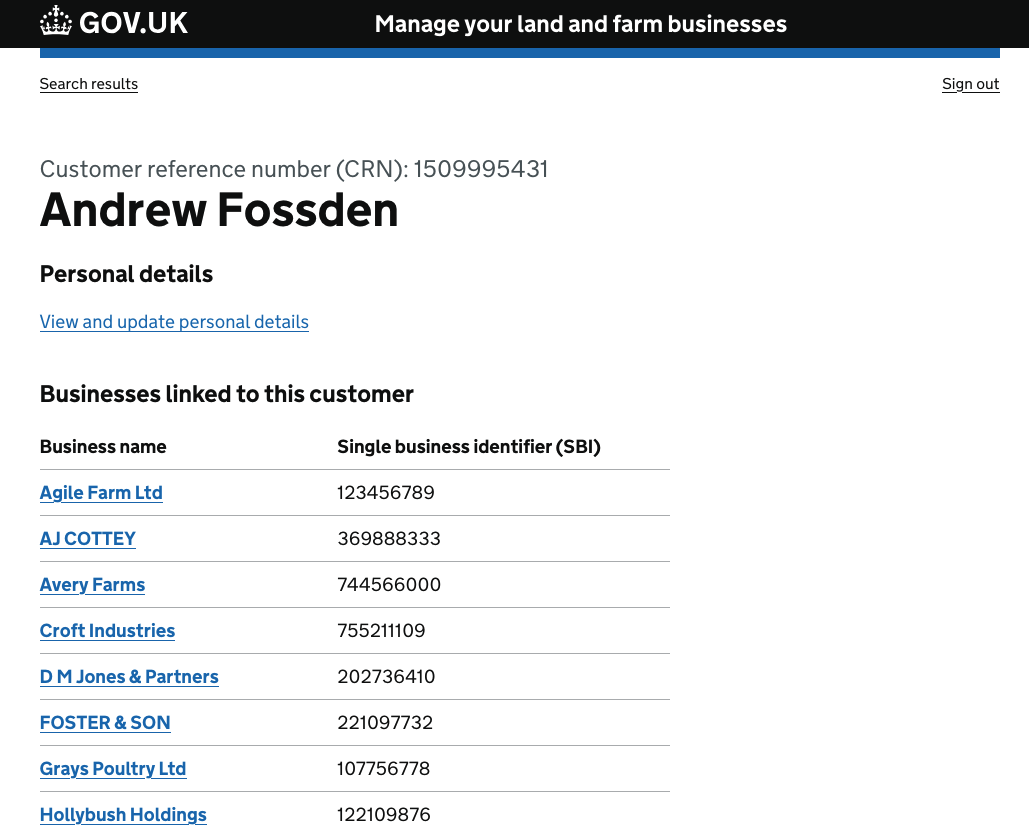 GOV.UK Manage your land and farm businesses
Search results Sign out
Customer reference number (CRN): 1509995431
Andrew Fossden
Personal details
View and update personal details
Businesses linked to this customer
Business name Single business identifier (SBI)
Agile Farm Ltd 123456789
AJ COTTEY 369888333
Avery Farms 744566000
Croft Industries 755211109
D M Jones & Partners 202736410
FOSTER & SON 221097732
Grays Poultry Ltd 107756778
Hollybush Holdings 122109876